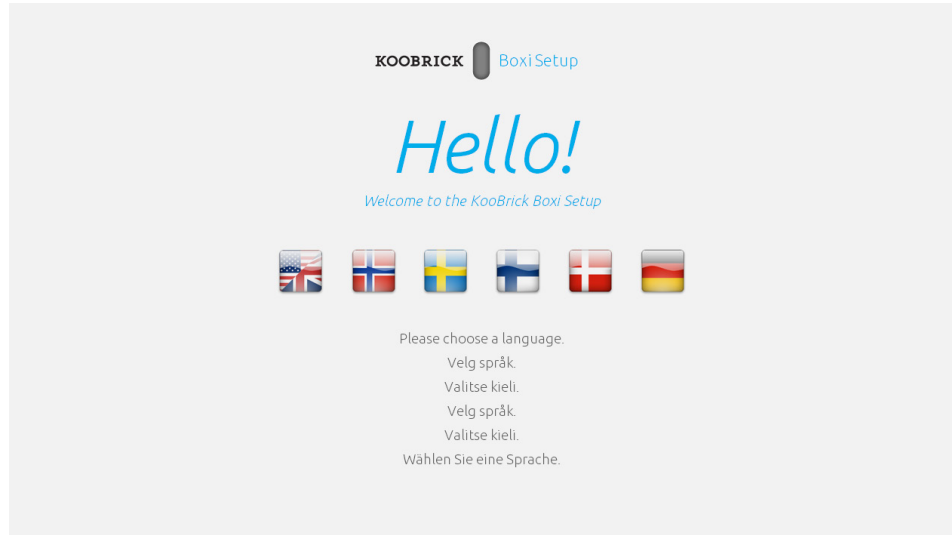 KOOBRICK Boxi Setup
Hello!
Welcome to the KooBrick Boxi Setup
Please choose a language.
Velg språk.
Valitse kieli.
Velg språk.
Valitse kieli.
Wählen Sie eine Sprache.